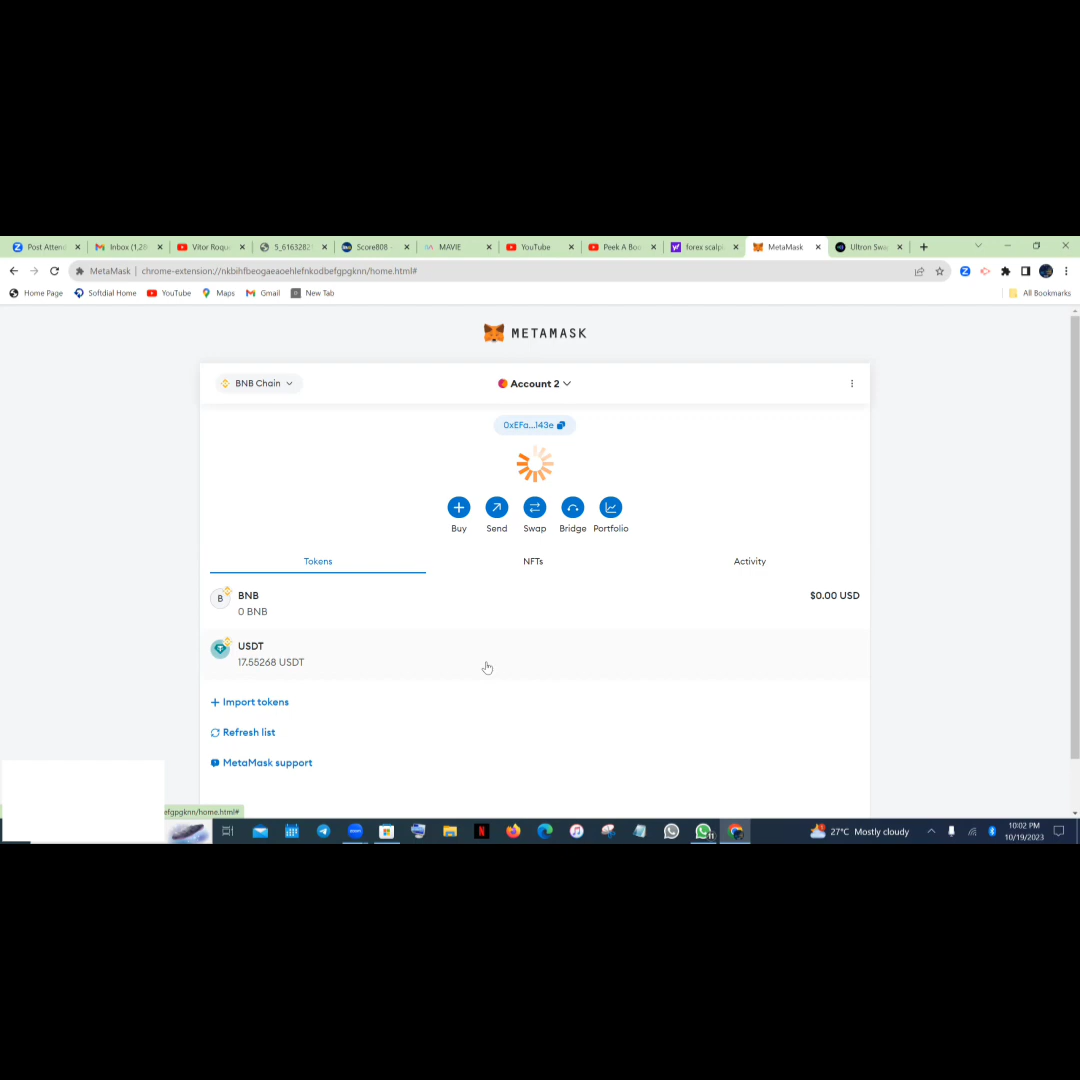 Post Atten Inbox (1,28 Vitor Roqu 5_6163282 Score808 - MAVIE YouTube Peek A Boo forex scalp MetaMask Ultron Swa
MetaMask | chrome-extension://nkbihfbeogaeaoehlefnkodbefgpgknn/home.html#
Home Page Softdial Home YouTube Maps Gmail New Tab All Bookmarks
METAMASK
BNB Chain Account 2
0xEFa...143e
Buy Send Swap Bridge Portfolio
Tokens NFTs Activity
B BNB $0.00 USD
0 BNB
USDT
17.55268 USDT
+ Import tokens
Refresh list
MetaMask support
efgpgknn/home.html#
27°C Mostly cloudy 10:02 PM
10/19/2023